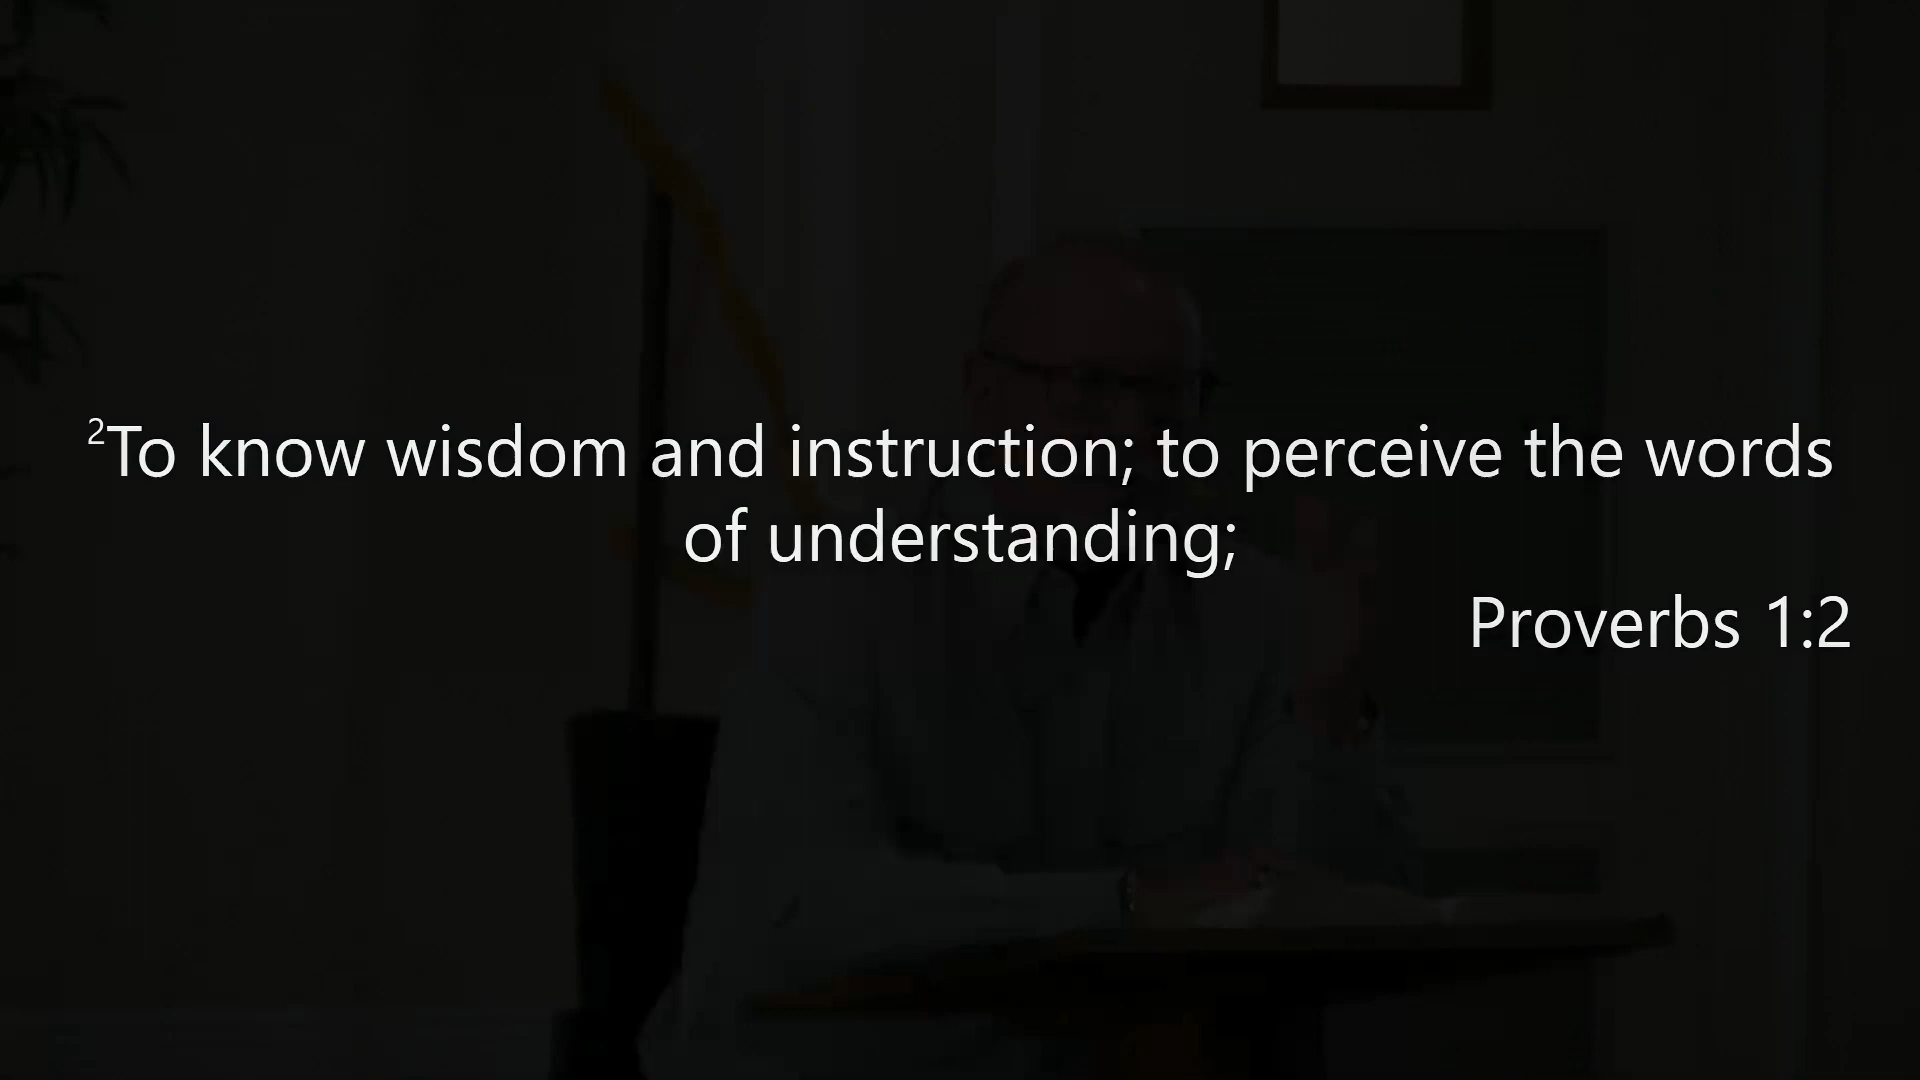 ²To know wisdom and instruction; to perceive the words
of understanding;
Proverbs 1:2